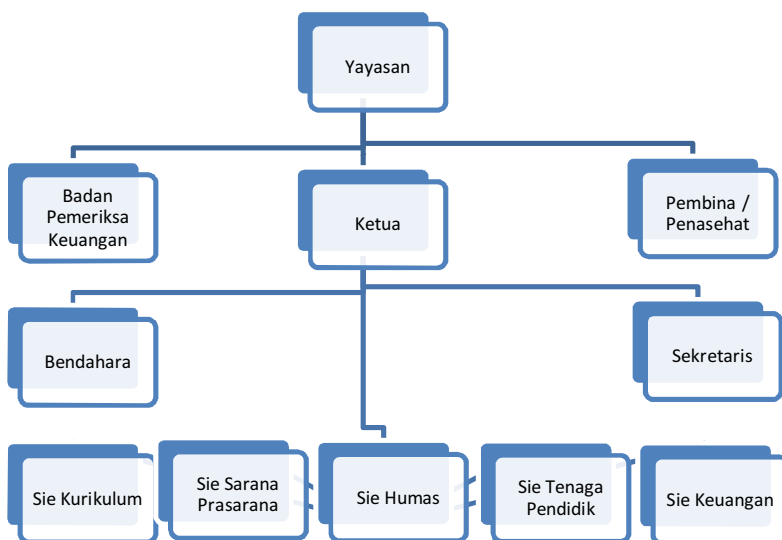 Yayasan
Badan
Pemeriksa
Keuangan
Ketua
Pembina /
Penasehat
Bendahara
Sekretaris
Sie Kurikulum
Sie Sarana
Prasarana
Sie Humas
Sie Tenaga
Pendidik
Sie Keuangan